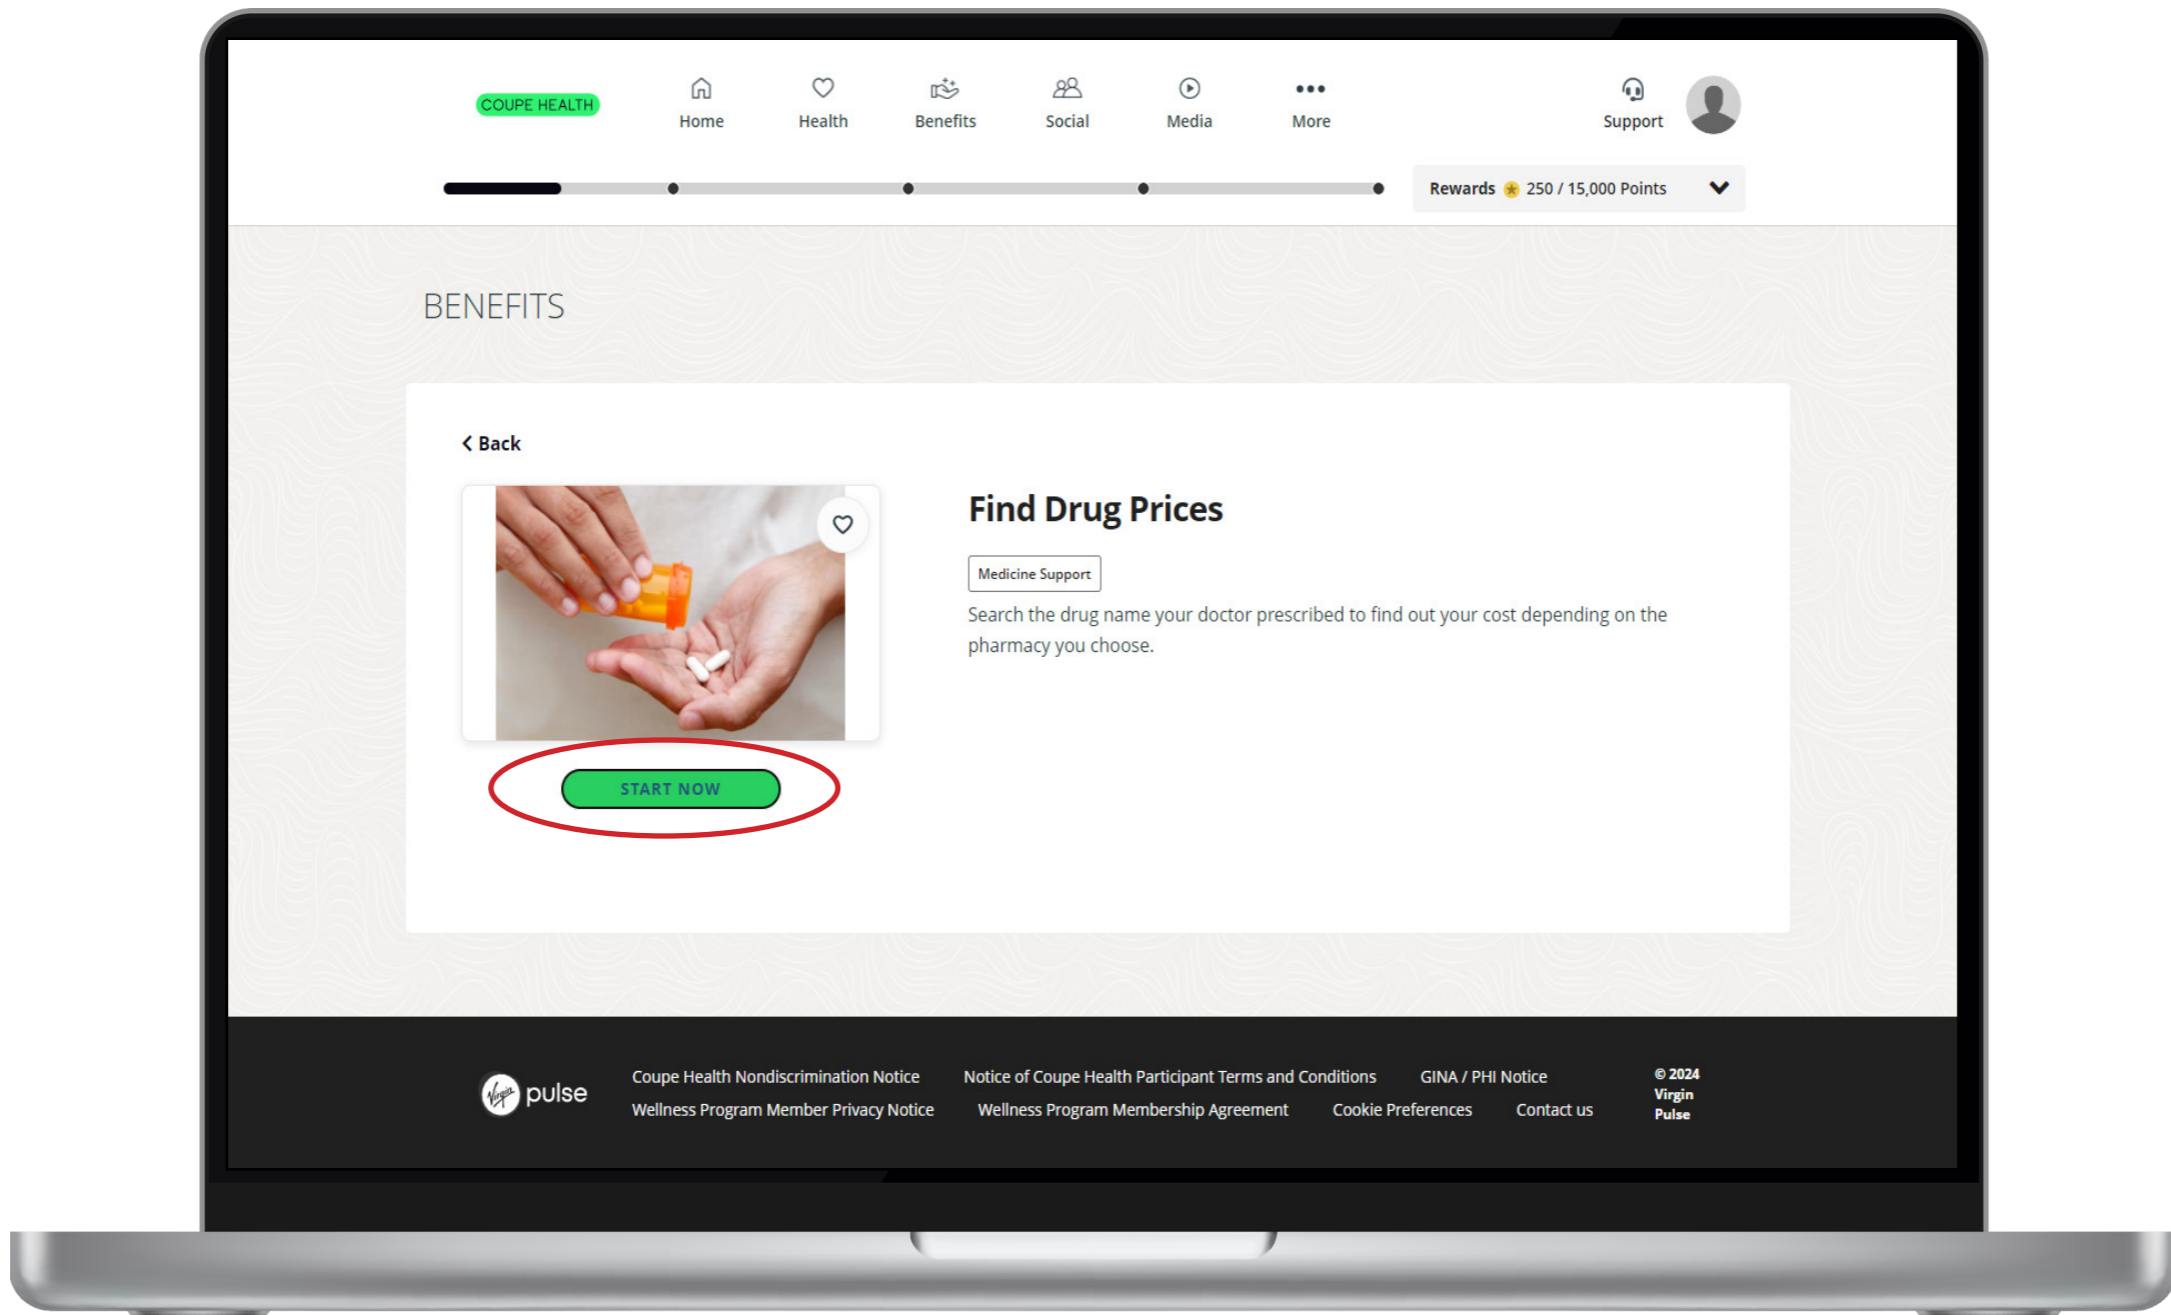 COUPE HEALTH
Home
Health
Benefits
Social
Media
More
Support
Rewards 250 / 15,000 Points
BENEFITS
Back
Find Drug Prices
Medicine Support
Search the drug name your doctor prescribed to find out your cost depending on the
pharmacy you choose.
START NOW
Virgin pulse
Coupe Health Nondiscrimination Notice
Notice of Coupe Health Participant Terms and Conditions
GINA / PHI Notice
Wellness Program Member Privacy Notice
Wellness Program Membership Agreement
Cookie Preferences
Contact us
© 2024
Virgin
Pulse